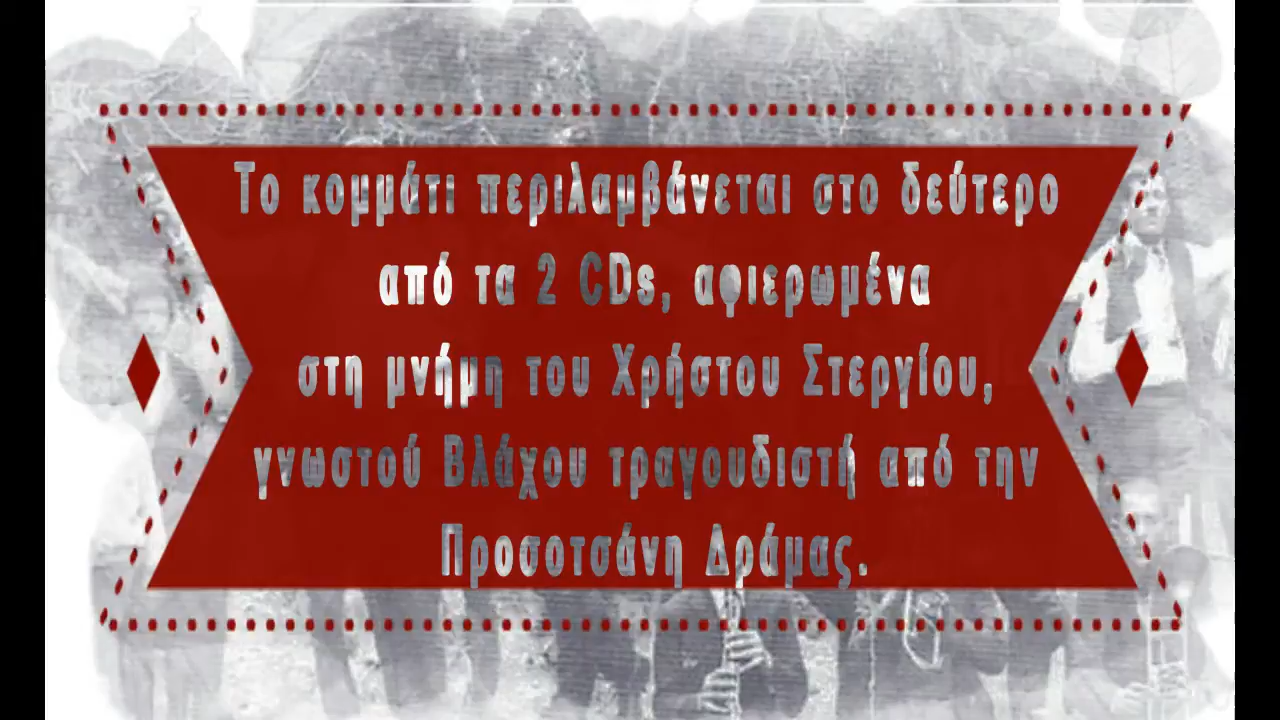 Το κομμάτι περιλαμβάνεται στο δεύτερο
από τα 2 CDs, αφιερωμένα
στη μνήμη του Χρήστου Στεργίου,
γνωστού Βλάχου τραγουδιστή από την
Προσοτσάνη Δράμας.